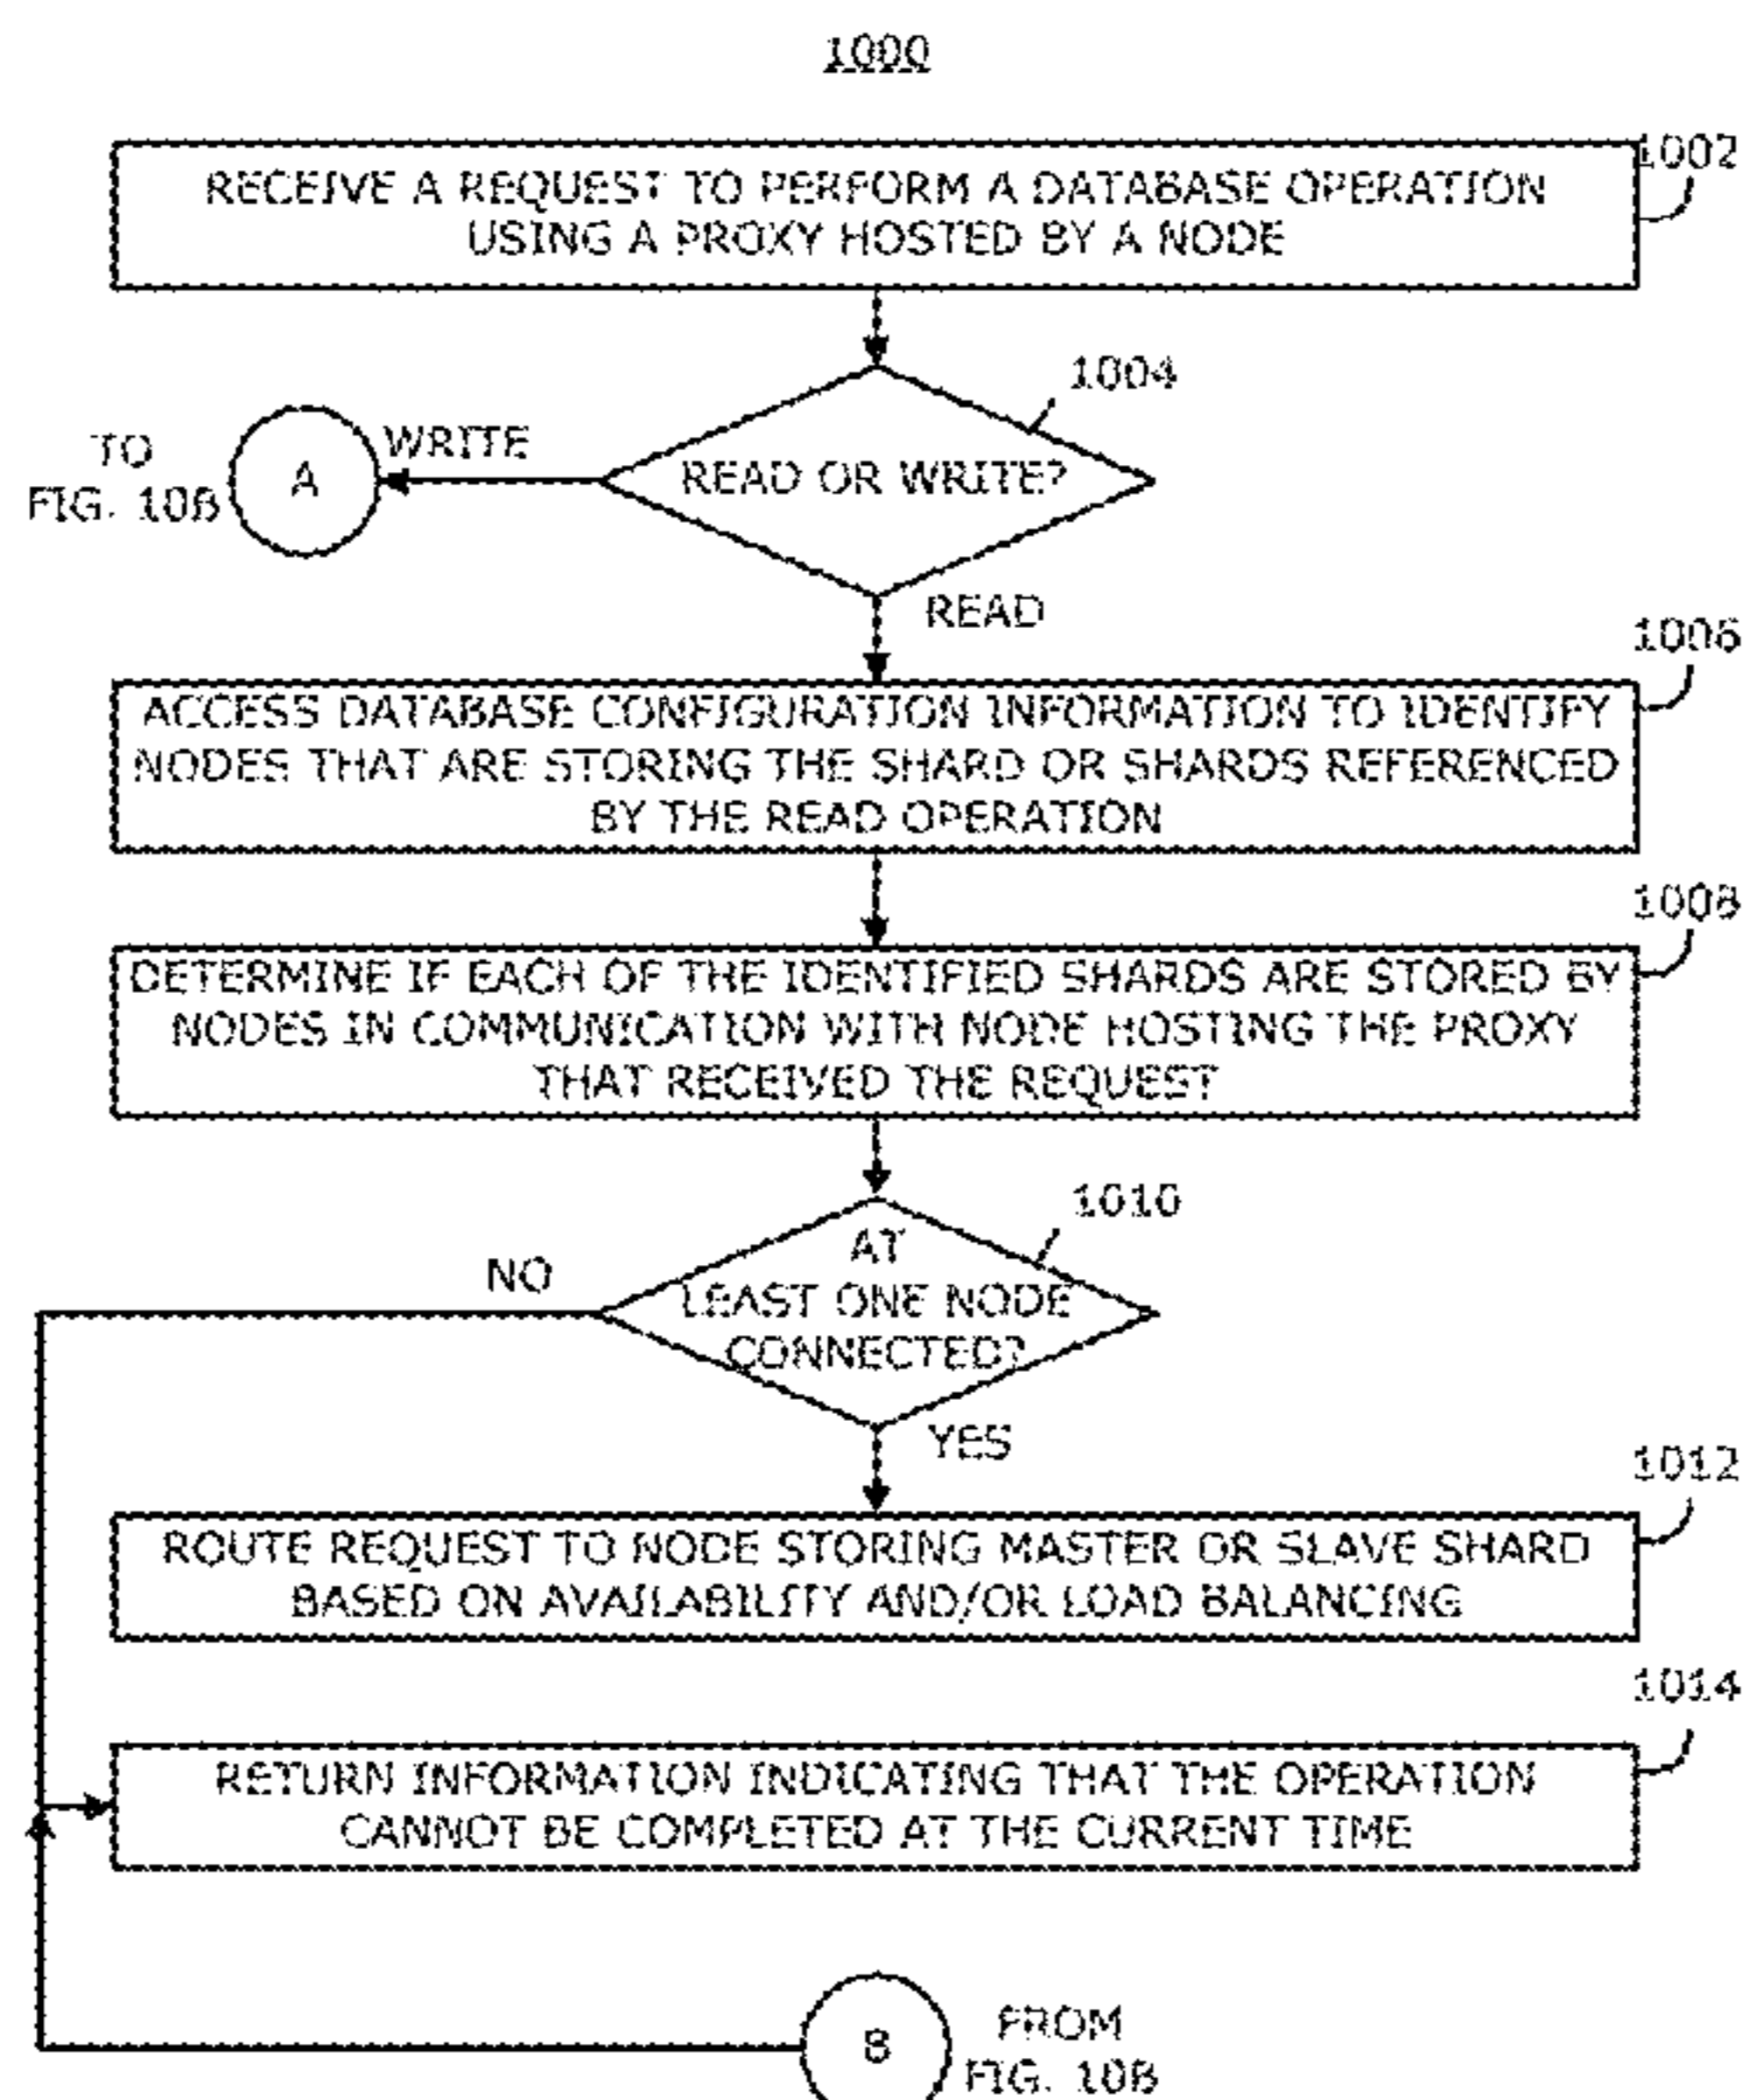 1000
1002
RECEIVE A REQUEST TO PERFORM A DATABASE OPERATION
USING A PROXY HOSTED BY A NODE
1004
TO
FIG. 10B
A
WRITE
READ OR WRITE?
READ
1006
ACCESS DATABASE CONFIGURATION INFORMATION TO IDENTIFY
NODES THAT ARE STORING THE SHARD OR SHARDS REFERENCED
BY THE READ OPERATION
1008
DETERMINE IF EACH OF THE IDENTIFIED SHARDS ARE STORED BY
NODES IN COMMUNICATION WITH NODE HOSTING THE PROXY
THAT RECEIVED THE REQUEST
1010
NO
AT
LEAST ONE NODE
CONNECTED?
YES
1012
ROUTE REQUEST TO NODE STORING MASTER OR SLAVE SHARD
BASED ON AVAILABILITY AND/OR LOAD BALANCING
1014
RETURN INFORMATION INDICATING THAT THE OPERATION
CANNOT BE COMPLETED AT THE CURRENT TIME
B
FROM
FIG. 10B